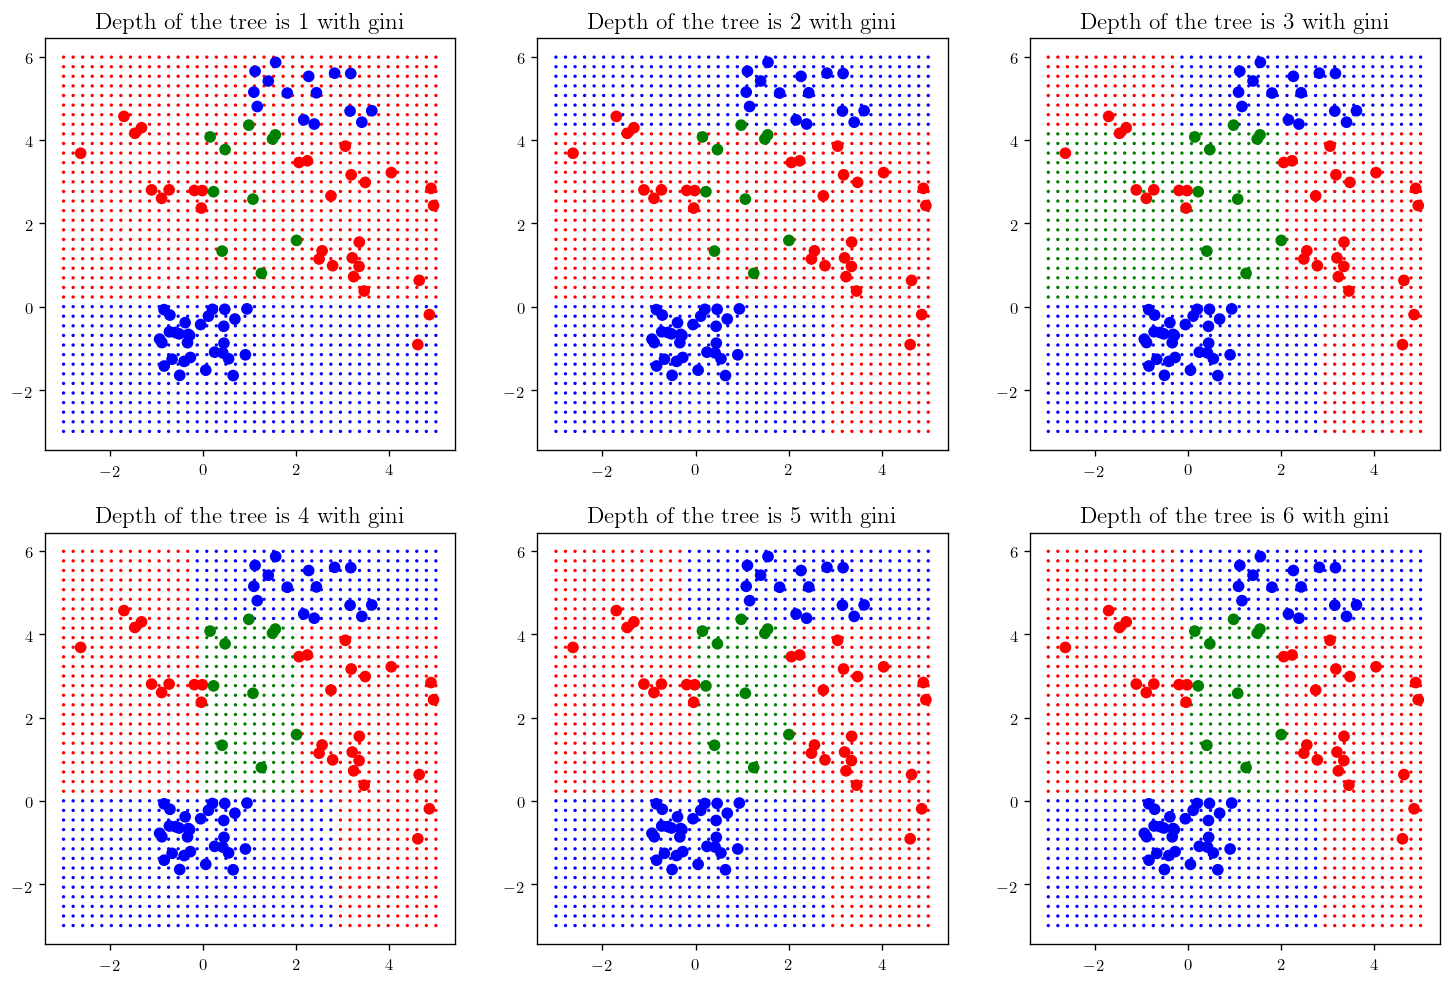 Depth of the tree is 1 with gini
6
4
2
0
−2
−2 0 2 4
Depth of the tree is 2 with gini
6
4
2
0
−2
−2 0 2 4
Depth of the tree is 3 with gini
6
4
2
0
−2
−2 0 2 4
Depth of the tree is 4 with gini
6
4
2
0
−2
−2 0 2 4
Depth of the tree is 5 with gini
6
4
2
0
−2
−2 0 2 4
Depth of the tree is 6 with gini
6
4
2
0
−2
−2 0 2 4